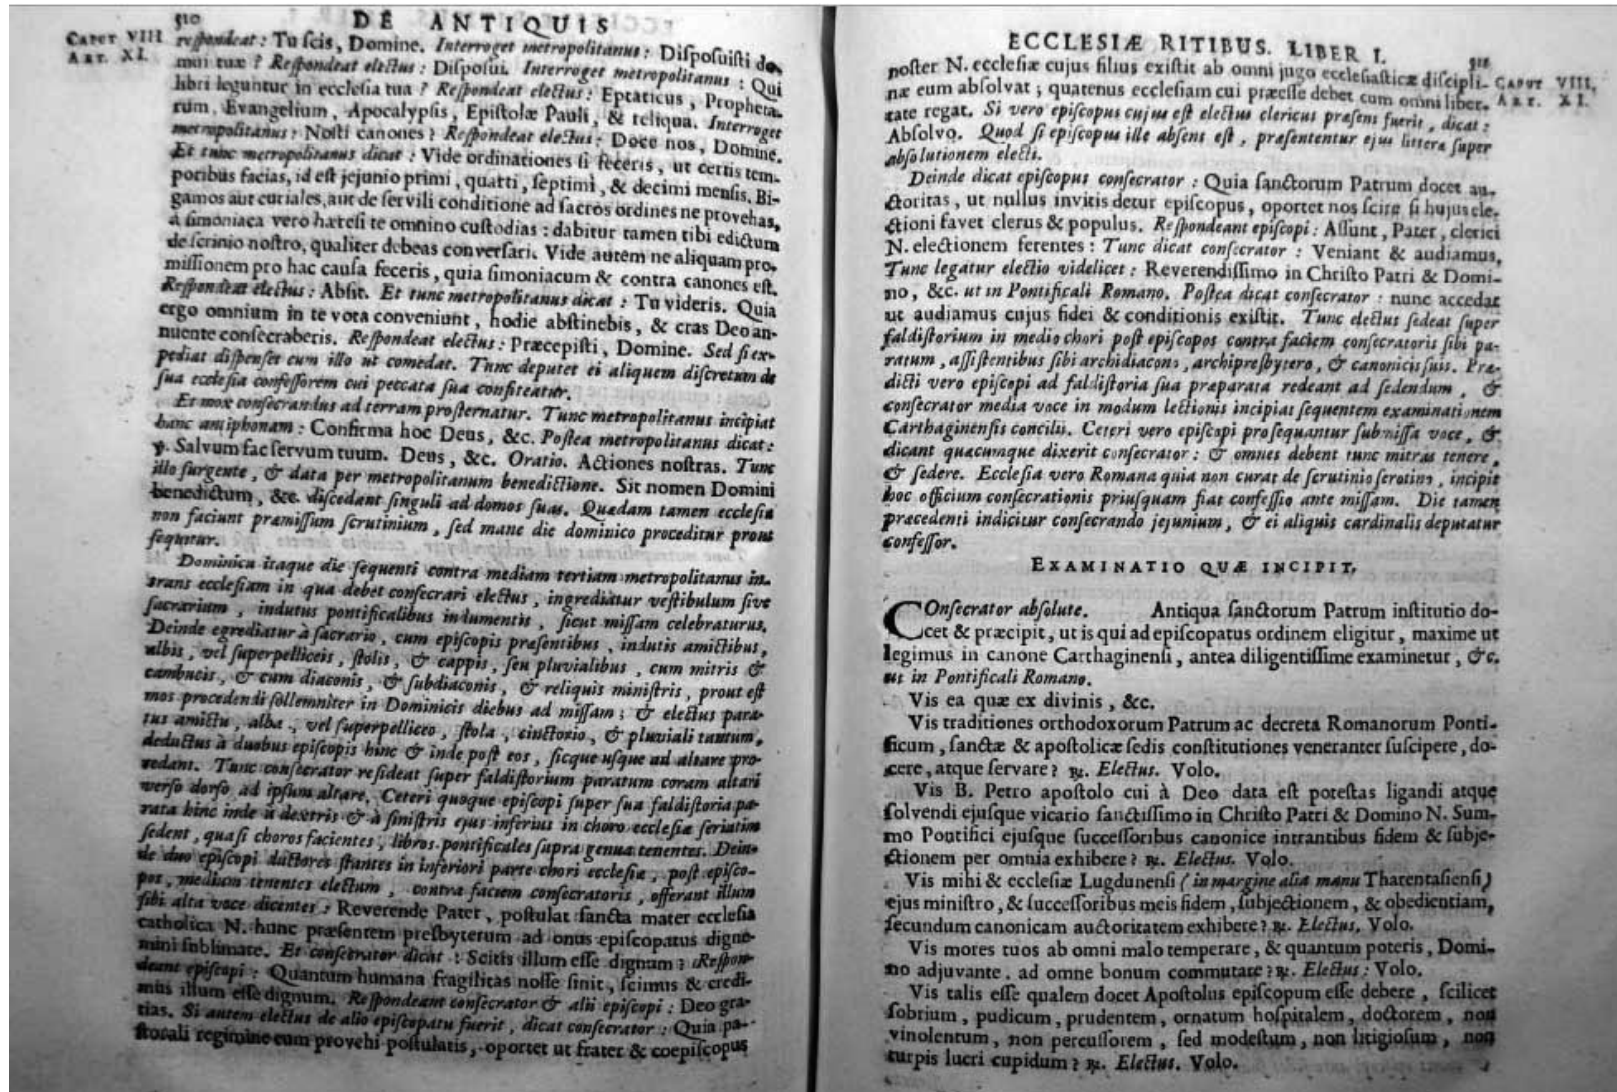 510 DE ANTIQUIS
CAPUT VIII
ART. XI.
respondeat : Tu scis, Domine. Interroget metropolitanus : Disposuisti do-
mui tuæ ? Respondeat electus : Disposui. Interroget metropolitanus : Qui
libri leguntur in ecclesia tua ? Respondeat electus : Eptaticus, Propheta-
rum, Evangelium, Apocalypsis, Epistolæ Pauli, & reliqua. Interroget
metropolitanus : Nosti canones ? Respondeat electus : Doce nos, Domine.
Et tunc metropolitanus dicat : Vide ordinationes si feceris, ut certis tem-
poribus facias, id est jejunio primi, quarti, septimi, & decimi mensis. Bi-
gamos aut curiales, aut de servili conditione ad sacros ordines ne provehas,
a simoniaca vero hæresi te omnino custodias : dabitur tamen tibi edictum
de scrinio nostro, qualiter debeas conversari. Vide autem ne aliquam pro-
missionem pro hac causa feceris, quia simoniacum & contra canones est.
Respondeat electus : Absit. Et tunc metropolitanus dicat : Tu videris. Quia
ergo omnium in te vota conveniunt, hodie abstinebis, & cras Deo an-
nuente consecraberis. Respondeat electus : Præcepisti, Domine. Sed si ex-
pediat dispenset cum illo ut comedat. Tunc deputet ei aliquem discretum de
sua ecclesia confessorem cui peccata sua confiteatur.
Et mox consecrandus ad terram prosternatur. Tunc metropolitanus incipiat
hanc antiphonam : Confirma hoc Deus, &c. Postea metropolitanus dicat :
℣. Salvum fac servum tuum. Deus, &c. Oratio. Actiones nostras. Tunc
illo surgente, & data per metropolitanum benedictione. Sit nomen Domini
benedictum, &c. discedant singuli ad domos suas. Quædam tamen ecclesiæ
non faciunt præmissum scrutinium, sed mane die dominico proceditur prout
sequitur.
Dominica itaque die sequenti contra mediam tertiam metropolitanus in-
trans ecclesiam in qua debet consecrari electus, ingrediatur vestibulum sive
sacrarium, indutus pontificalibus indumentis, sicut missam celebraturus.
Deinde egrediatur à sacrario, cum episcopis præsentibus, indutis amictibus,
albis, vel superpelliceis, stolis, & cappis, seu pluvialibus, cum mitris &
cambucis, & cum diaconis, & subdiaconis, & reliquis ministris, prout est
mos procedendi sollemniter in Dominicis diebus ad missam ; & electus para-
tus amictu, alba, vel superpelliceo, stola, cinctorio, & pluviali tantum,
deductus à duobus episcopis hinc & inde post eos, sicque usque ad altare pro-
cedant. Tunc consecrator resideat super faldistorium paratum coram altari
verso dorso ad ipsum altare. Ceteri quoque episcopi super sua faldistoria pa-
rata hinc inde à dextris & à sinistris ejus inferius in choro ecclesiæ seriatim
sedent, quasi choros facientes, libros pontificales supra genua tenentes. Dein-
de duo episcopi ductores stantes in inferiori parte chori ecclesiæ, post episco-
pos, medium tenentes electum, contra faciem consecratoris, offerant illum
sibi alta voce dicentes : Reverende Pater, postulat sancta mater ecclesia
catholica N. hunc præsentem presbyterum ad onus episcopatus digne-
mini sublimate. Et consecrator dicat : Scitis illum esse dignum ? Respon-
deant episcopi : Quantum humana fragilitas nosse sinit, scimus & credi-
mus illum esse dignum. Respondeant consecrator & alii episcopi : Deo gra-
tias. Si autem electus de alio episcopatu fuerit, dicat consecrator : Quia pa-
storali regimine eum provehi postulatis, oportet ut frater & coepiscopus
ECCLESIÆ RITIBUS. LIBER I. 511
CAPUT VIII.
ART. XI.
noster N. ecclesiæ cujus filius existit ab omni jugo ecclesiasticæ discipli-
næ eum absolvat ; quatenus ecclesiam cui præesse debet cum omni liber-
tate regat. Si vero episcopus cujus est electus clericus præsens fuerit, dicat :
Absolvo. Quod si episcopus ille absens est, præsententur ejus litteræ super
absolutionem electi.
Deinde dicat episcopus consecrator : Quia sanctorum Patrum docet au-
ctoritas, ut nullus invitis detur episcopus, oportet nos scire si hujus ele-
ctioni favet clerus & populus. Respondeant episcopi : Assunt, Pater, clerici
N. electionem ferentes : Tunc dicat consecrator : Veniant & audiamus,
Tunc legatur electio videlicet : Reverendissimo in Christo Patri & Domi-
no, &c. ut in Pontificali Romano. Postea dicat consecrator : nunc accedat
ut audiamus cujus fidei & conditionis existit. Tunc electus sedeat super
faldistorium in medio chori post episcopos contra faciem consecratoris sibi pa-
ratum, assistentibus sibi archidiacono, archipresbytero, & canonicis suis. Præ-
dicti vero episcopi ad faldistoria sua præparata redeant ad sedendum, &
consecrator media voce in modum lectionis incipiat sequentem examinationem
Carthaginensis concilii. Ceteri vero episcopi prosequantur submissa voce, &
dicant quacumque dixerit consecrator : & omnes debent tunc mitras tenere,
& sedere. Ecclesia vero Romana quia non curat de scrutinio serotino, incipit
hoc officium consecrationis priusquam fiat confessio ante missam. Die tamen
præcedenti indicitur consecrando jejunium, & ei aliquis cardinalis deputatur
confessor.
EXAMINATIO QUÆ INCIPIT,
COnsecrator absolute. Antiqua sanctorum Patrum institutio do-
cet & præcipit, ut is qui ad episcopatus ordinem eligitur, maxime ut
legimus in canone Carthaginensi, antea diligentissime examinetur, &c.
ut in Pontificali Romano.
Vis ea quæ ex divinis, &c.
Vis traditiones orthodoxorum Patrum ac decreta Romanorum Ponti-
ficum, sanctæ & apostolicæ sedis constitutiones veneranter suscipere, do-
cere, atque servare ? ℟. Electus. Volo.
Vis B. Petro apostolo cui à Deo data est potestas ligandi atque
solvendi ejusque vicario sanctissimo in Christo Patri & Domino N. Sum-
mo Pontifici ejusque successoribus canonice intrantibus fidem & subje-
ctionem per omnia exhibere ? ℟. Electus. Volo.
Vis mihi & ecclesiæ Lugdunensi (in margine alia manu Tharentasiensi)
ejus ministro, & successoribus meis fidem, subjectionem, & obedientiam,
secundum canonicam auctoritatem exhibere ? ℟. Electus. Volo.
Vis mores tuos ab omni malo temperare, & quantum poteris, Domi-
no adjuvante, ad omne bonum commutare ? ℟. Electus : Volo.
Vis talis esse qualem docet Apostolus episcopum esse debere, scilicet
sobrium, pudicum, prudentem, ornatum hospitalem, doctorem, non
vinolentum, non percussorem, sed modestum, non litigiosum, non
turpis lucri cupidum ? ℟. Electus. Volo.